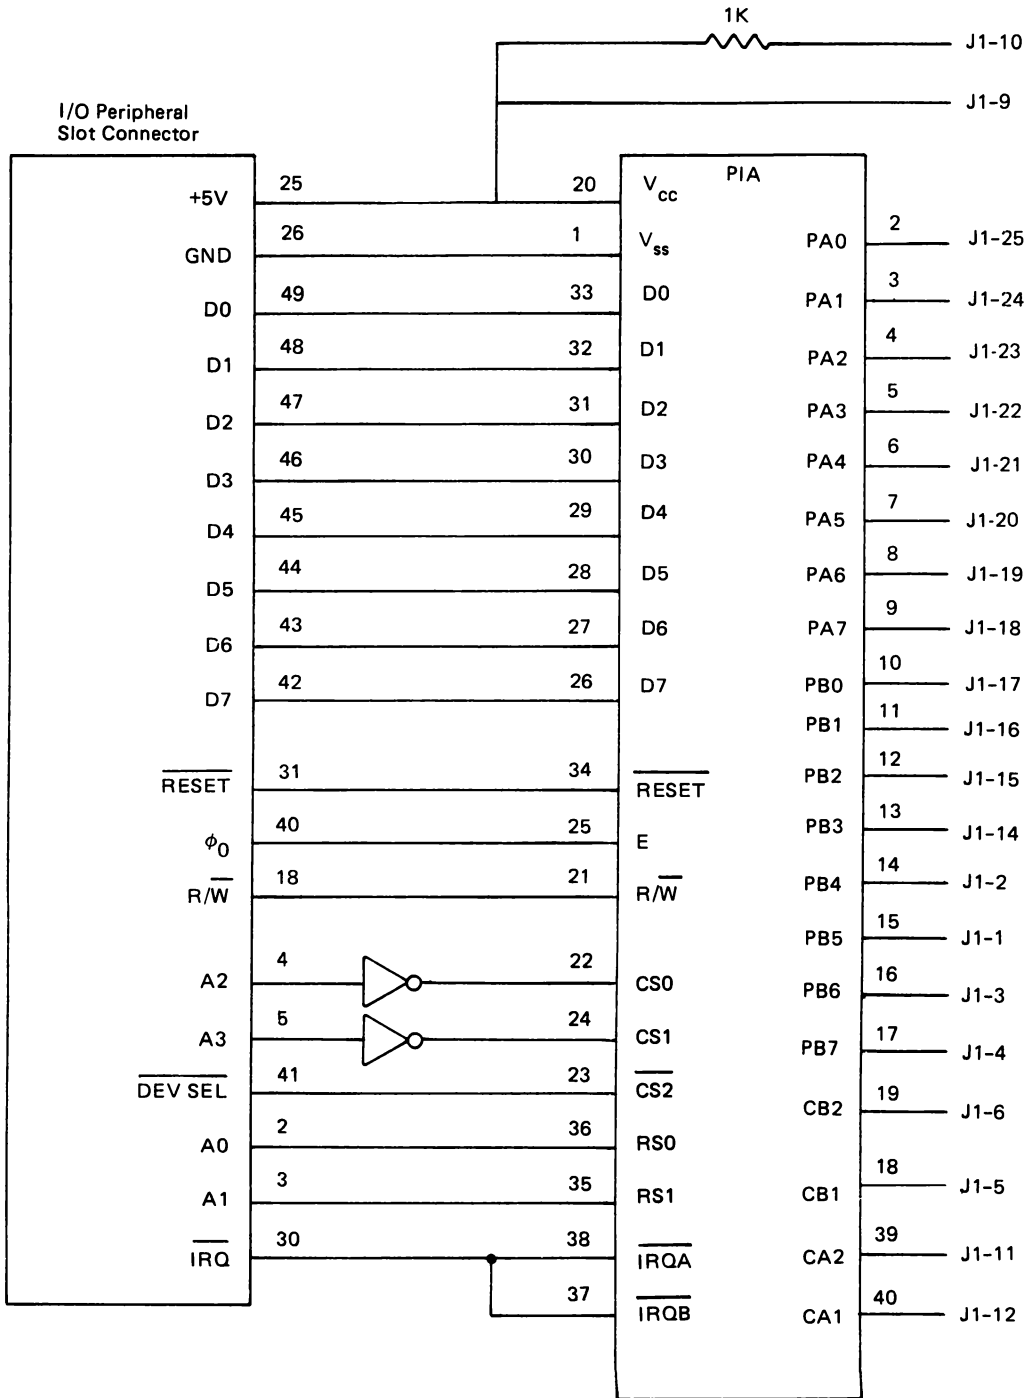 1K
J1-10
J1-9
I/O Peripheral
Slot Connector
PIA
+5V 25 20 Vcc
GND 26 1 Vss PA0 2 J1-25
D0 49 33 D0 PA1 3 J1-24
D1 48 32 D1 PA2 4 J1-23
D2 47 31 D2 PA3 5 J1-22
D3 46 30 D3 PA4 6 J1-21
D4 45 29 D4 PA5 7 J1-20
D5 44 28 D5 PA6 8 J1-19
D6 43 27 D6 PA7 9 J1-18
D7 42 26 D7 PB0 10 J1-17
PB1 11 J1-16
R̅E̅S̅E̅T̅ 31 34 R̅E̅S̅E̅T̅ PB2 12 J1-15
ϕ0 40 25 E PB3 13 J1-14
R/W̅ 18 21 R/W̅ PB4 14 J1-2
PB5 15 J1-1
A2 4 22 CS0 PB6 16 J1-3
A3 5 24 CS1 PB7 17 J1-4
D̅E̅V̅ S̅E̅L̅ 41 23 C̅S̅2̅ CB2 19 J1-6
A0 2 36 RS0
A1 3 35 RS1 CB1 18 J1-5
I̅R̅Q̅ 30 38 I̅R̅Q̅A̅ CA2 39 J1-11
37 I̅R̅Q̅B̅ CA1 40 J1-12